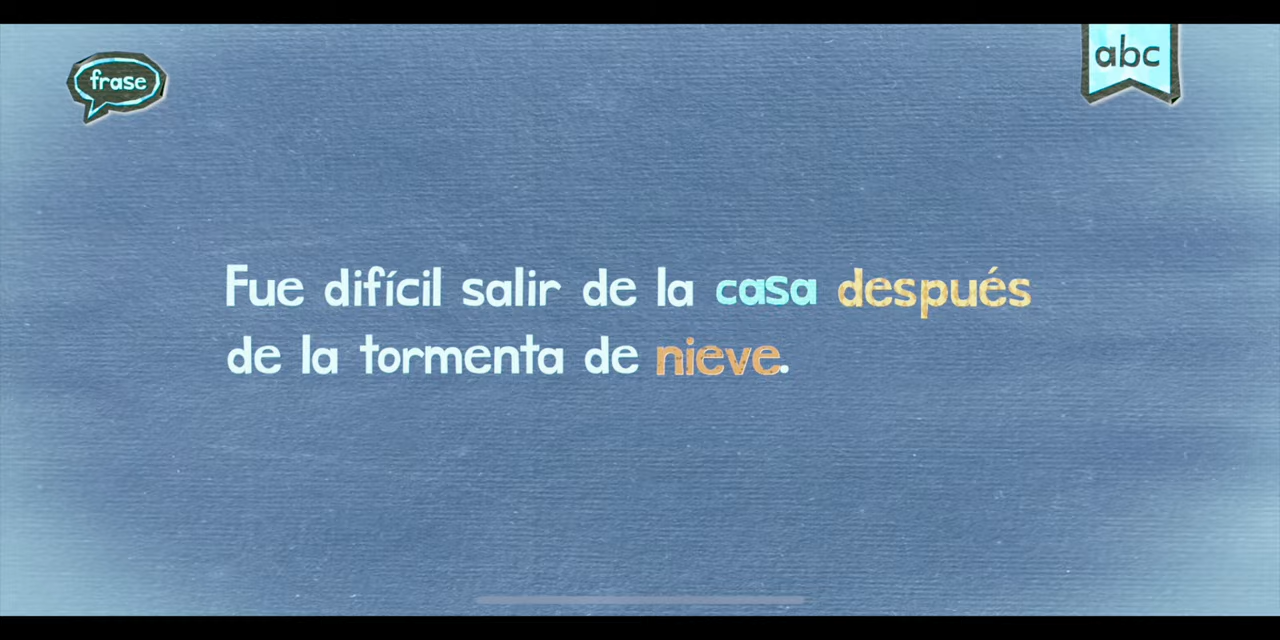 frase
abc
Fue difícil salir de la casa después
de la tormenta de nieve.